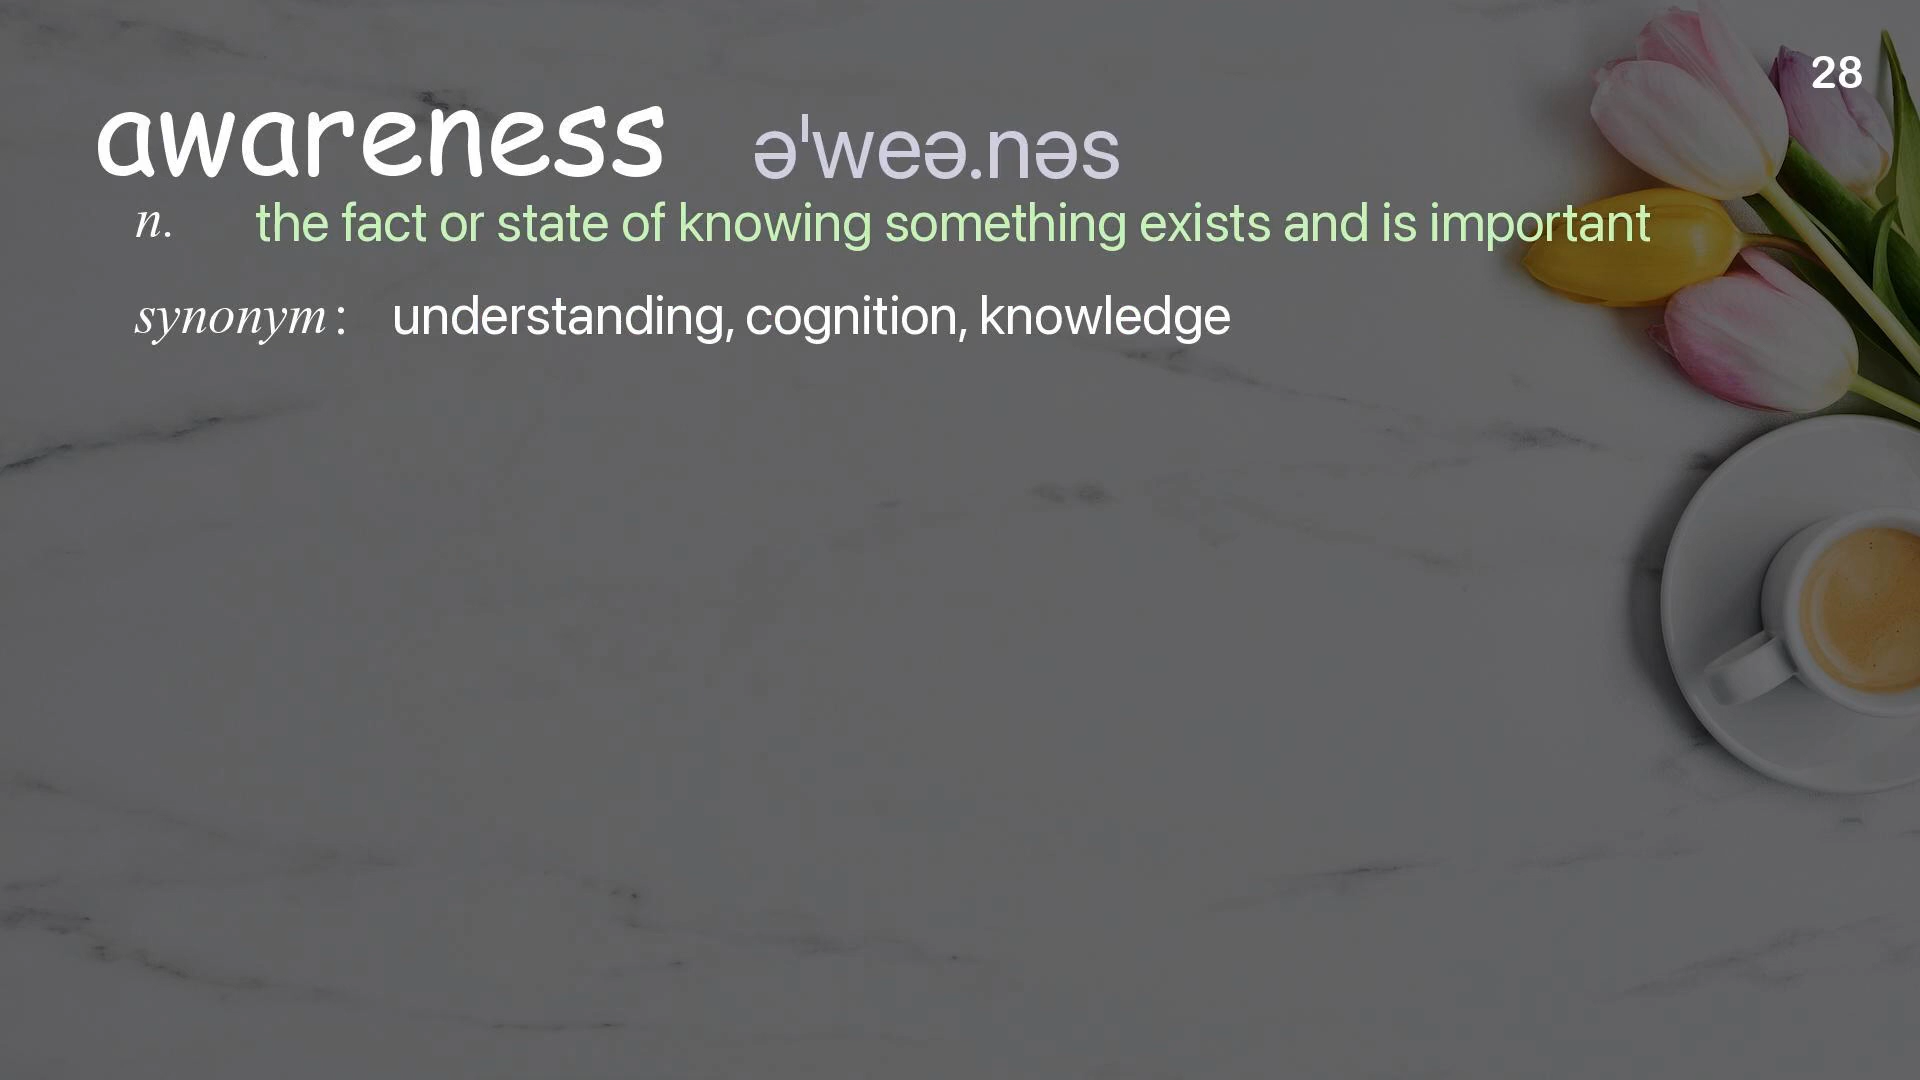 28
awareness əˈweə.nəs
n. the fact or state of knowing something exists and is important
synonym: understanding, cognition, knowledge